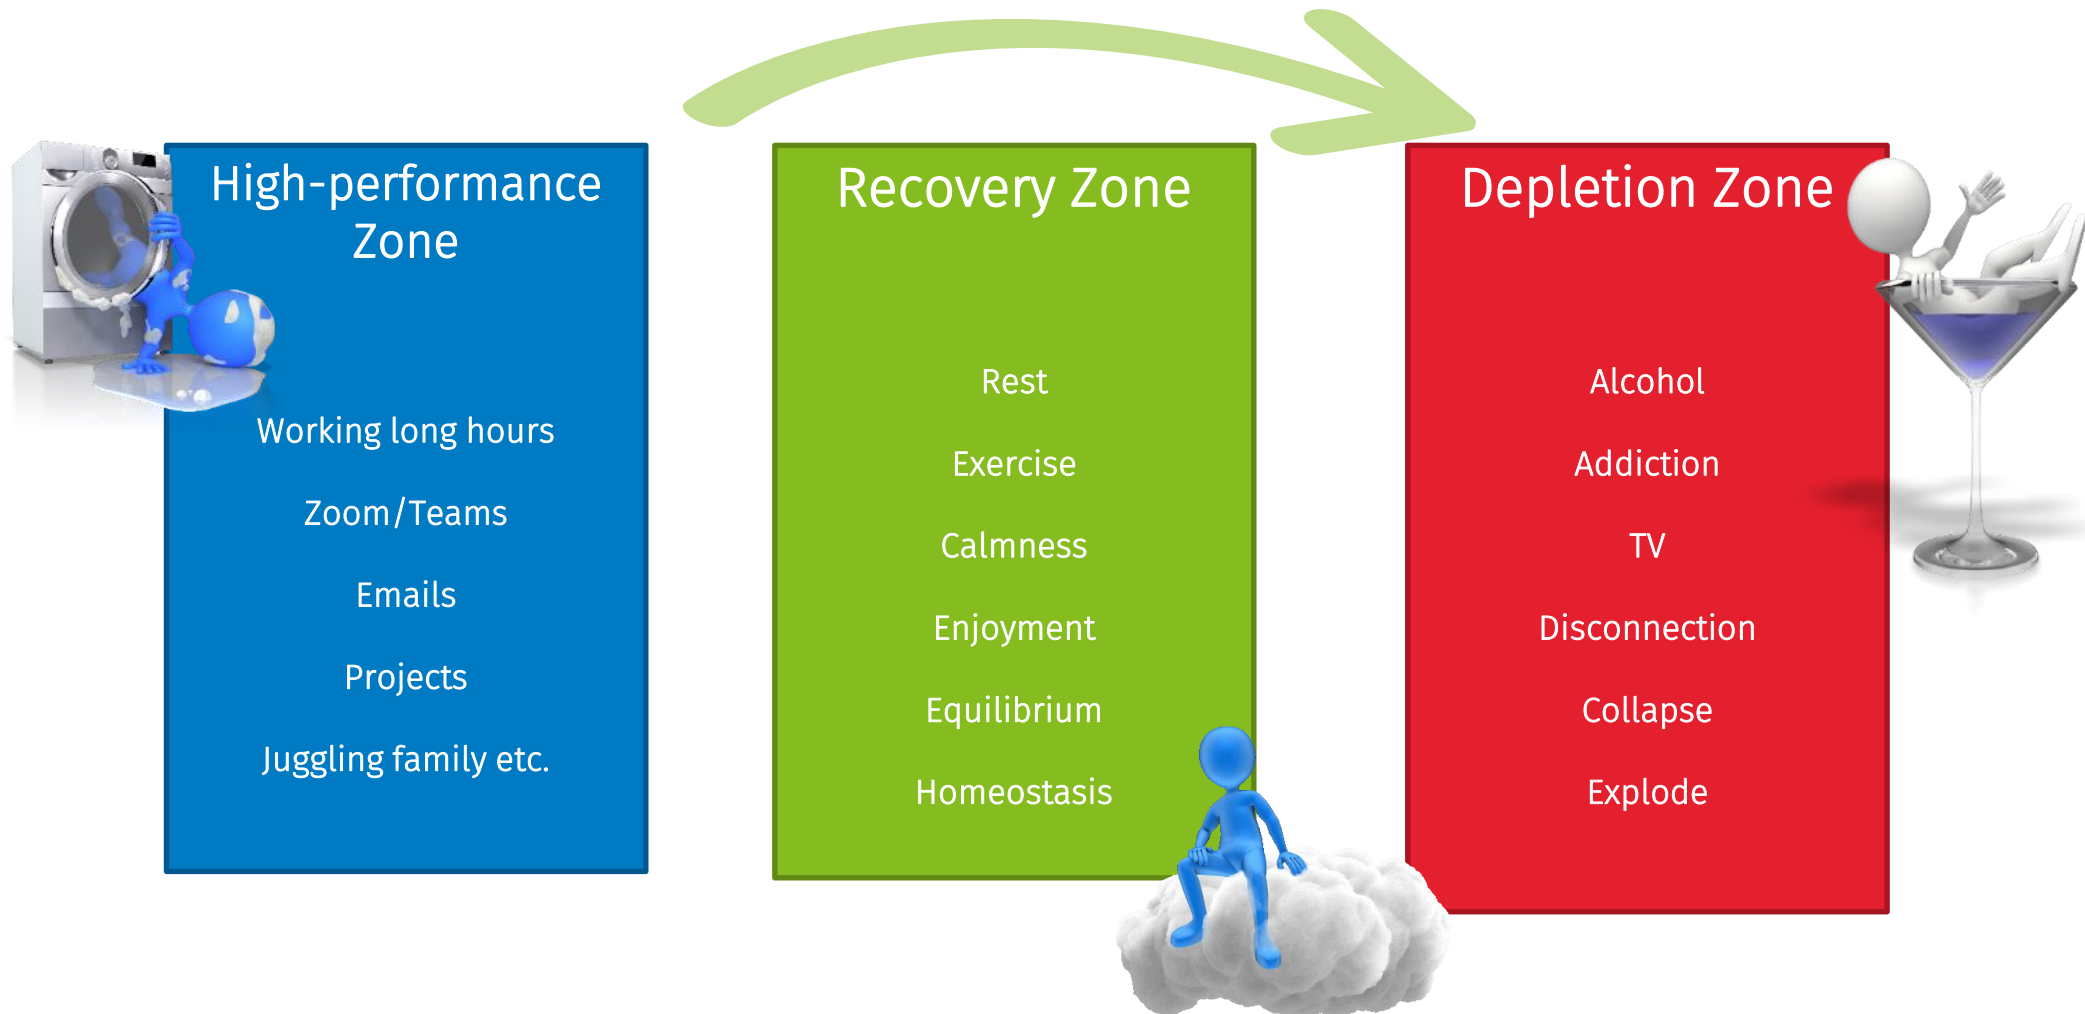 High-performance
Zone
Working long hours
Zoom/Teams
Emails
Projects
Juggling family etc.
Recovery Zone
Rest
Exercise
Calmness
Enjoyment
Equilibrium
Homeostasis
Depletion Zone
Alcohol
Addiction
TV
Disconnection
Collapse
Explode